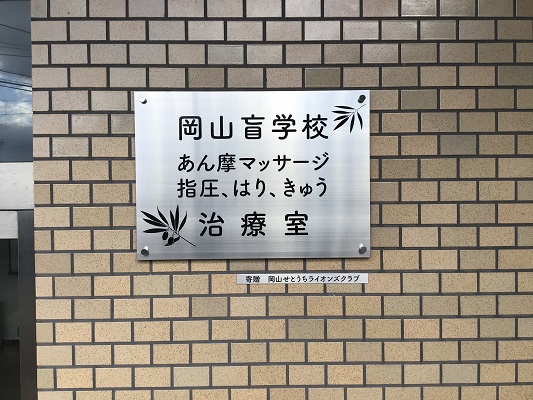 岡山盲学校
あん摩マッサージ
指圧、はり、きゅう
治療室
寄贈 岡山せとうちライオンズクラブ